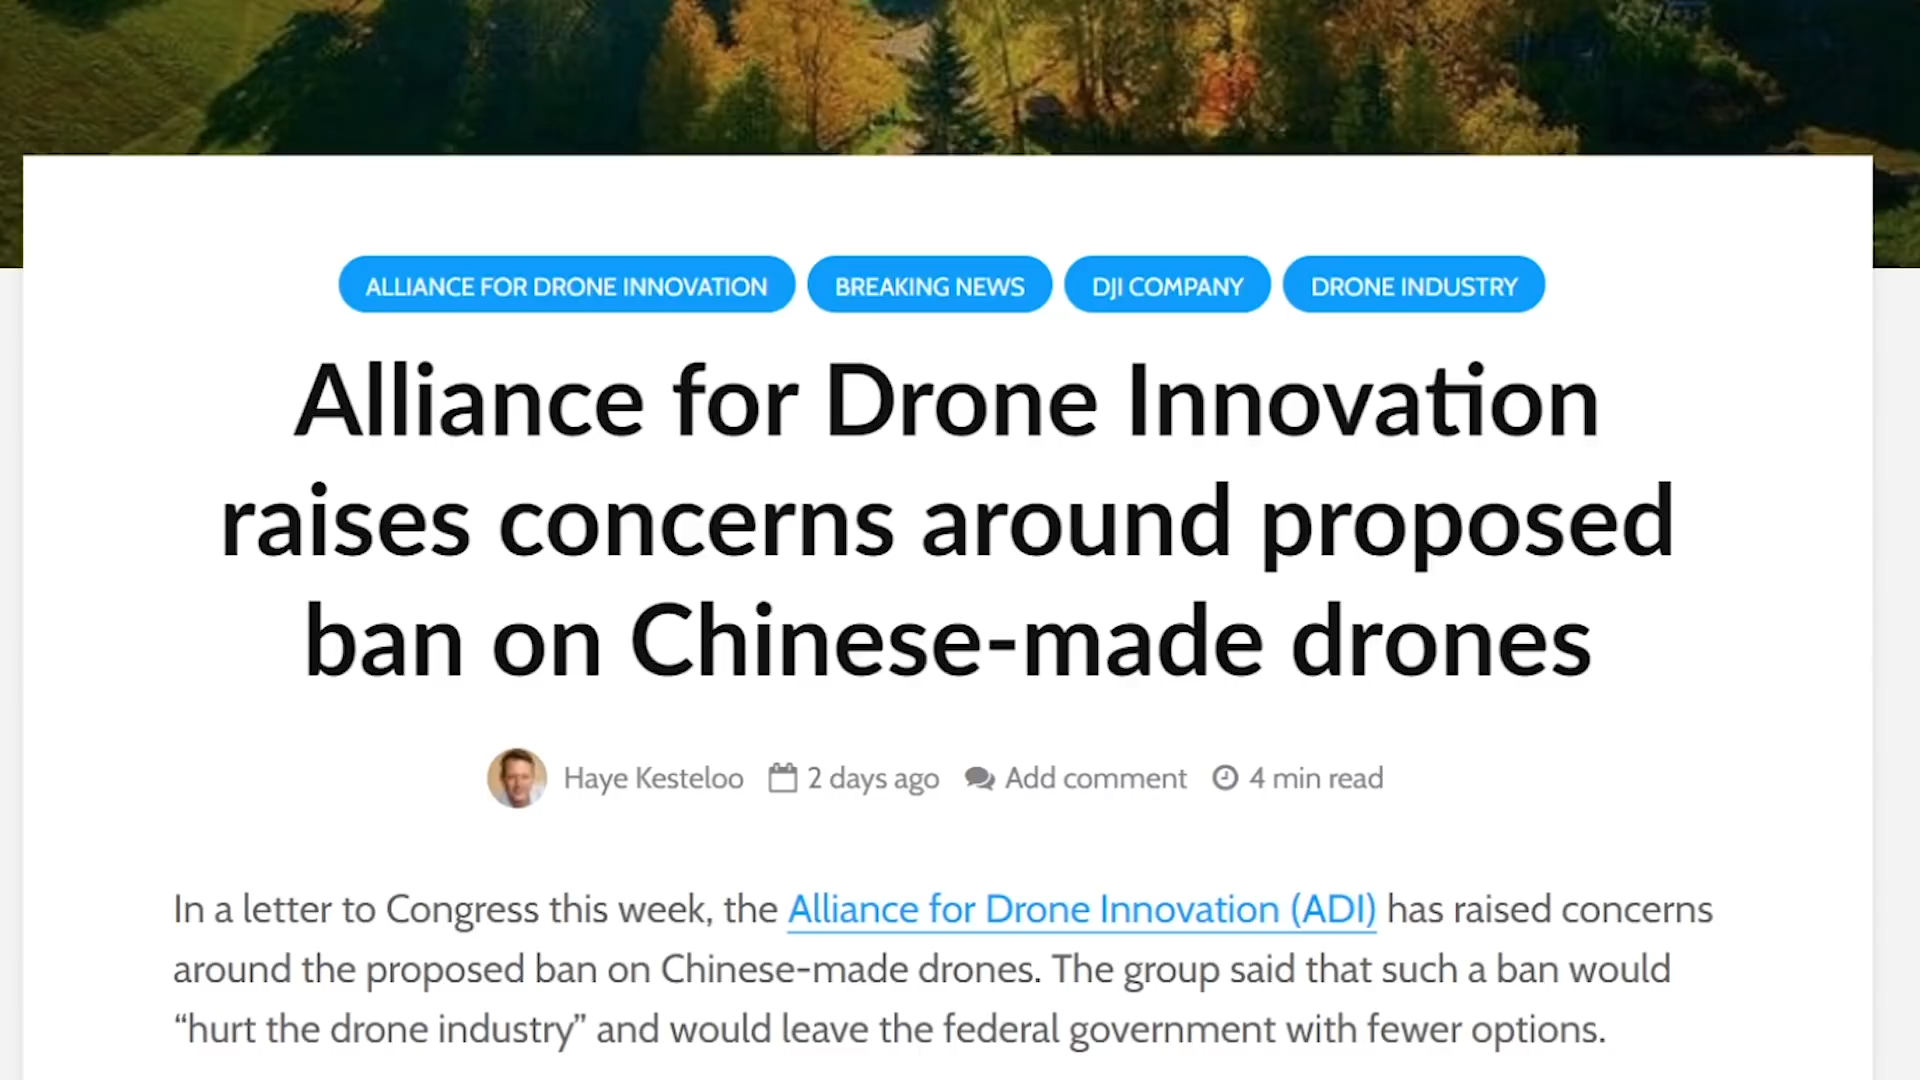 ALLIANCE FOR DRONE INNOVATION BREAKING NEWS DJI COMPANY DRONE INDUSTRY
Alliance for Drone Innovation
raises concerns around proposed
ban on Chinese-made drones
Haye Kesteloo 2 days ago Add comment 4 min read
In a letter to Congress this week, the Alliance for Drone Innovation (ADI) has raised concerns
around the proposed ban on Chinese-made drones. The group said that such a ban would
“hurt the drone industry” and would leave the federal government with fewer options.